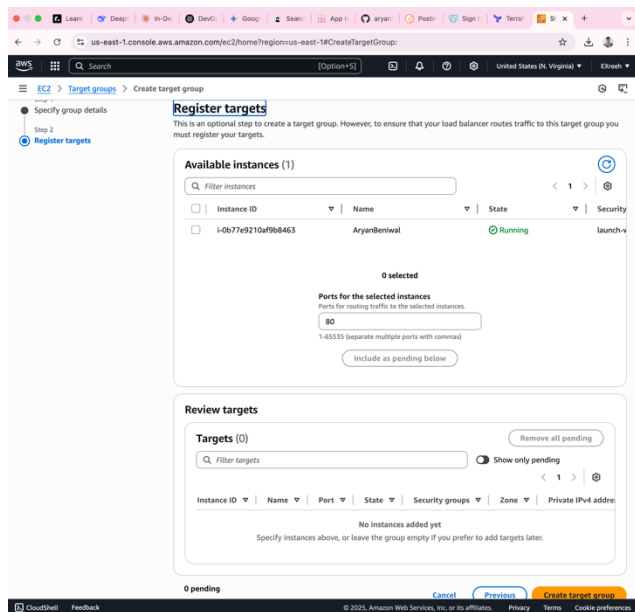 Learn
Deep
In-De
DevO
Goog
Searc
App l
aryan
Postm
Sign i
Terraf
us-east-1.console.aws.amazon.com/ec2/home?region=us-east-1#CreateTargetGroup:
aws
Search
[Option+S]
United States (N. Virginia)
EXreeh
EC2 > Target groups > Create target group
Specify group details
Step 2
Register targets
Register targets
This is an optional step to create a target group. However, to ensure that your load balancer routes traffic to this target group you
must register your targets.
Available instances (1)
Filter instances
1
Instance ID
Name
State
Security
i-0b77e9210af9b8463
AryanBeniwal
Running
launch-w
0 selected
Ports for the selected instances
Ports for routing traffic to the selected instances.
80
1-65535 (separate multiple ports with commas)
Include as pending below
Review targets
Targets (0)
Remove all pending
Filter targets
Show only pending
1
Instance ID
Name
Port
State
Security groups
Zone
Private IPv4 addre
No instances added yet
Specify instances above, or leave the group empty if you prefer to add targets later.
0 pending
Cancel
Previous
Create target group
CloudShell
Feedback
© 2025, Amazon Web Services, Inc. or its affiliates.
Privacy
Terms
Cookie preferences